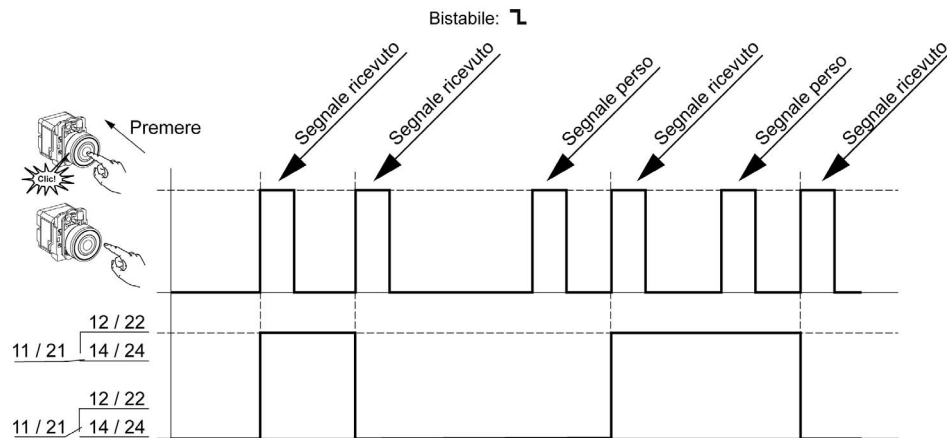 Bistabile:
Segnale ricevuto
Segnale ricevuto
Segnale perso
Segnale ricevuto
Segnale perso
Segnale ricevuto
Premere
Clic!
12 / 22
11 / 21 14 / 24
12 / 22
11 / 21 14 / 24